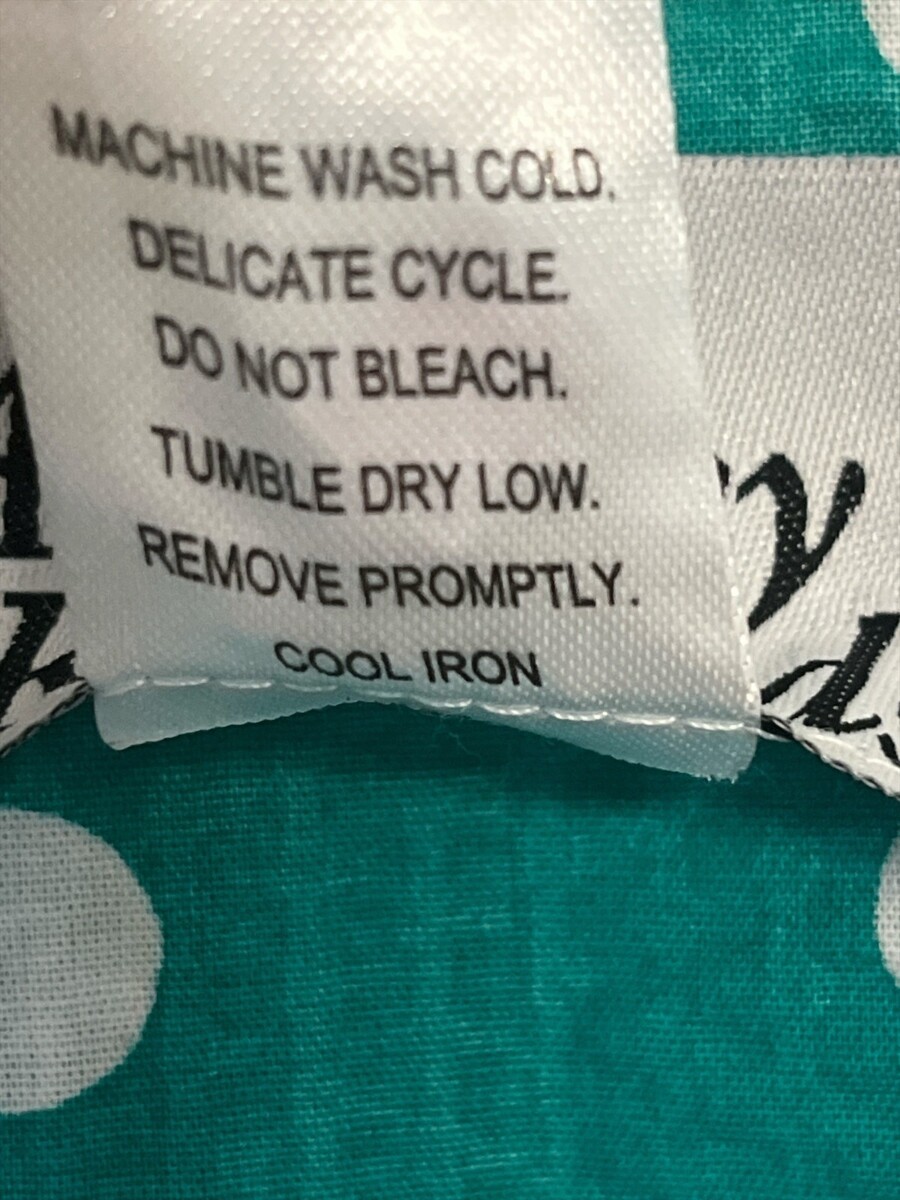 MACHINE WASH COLD.
DELICATE CYCLE.
DO NOT BLEACH.
TUMBLE DRY LOW.
REMOVE PROMPTLY.
COOL IRON